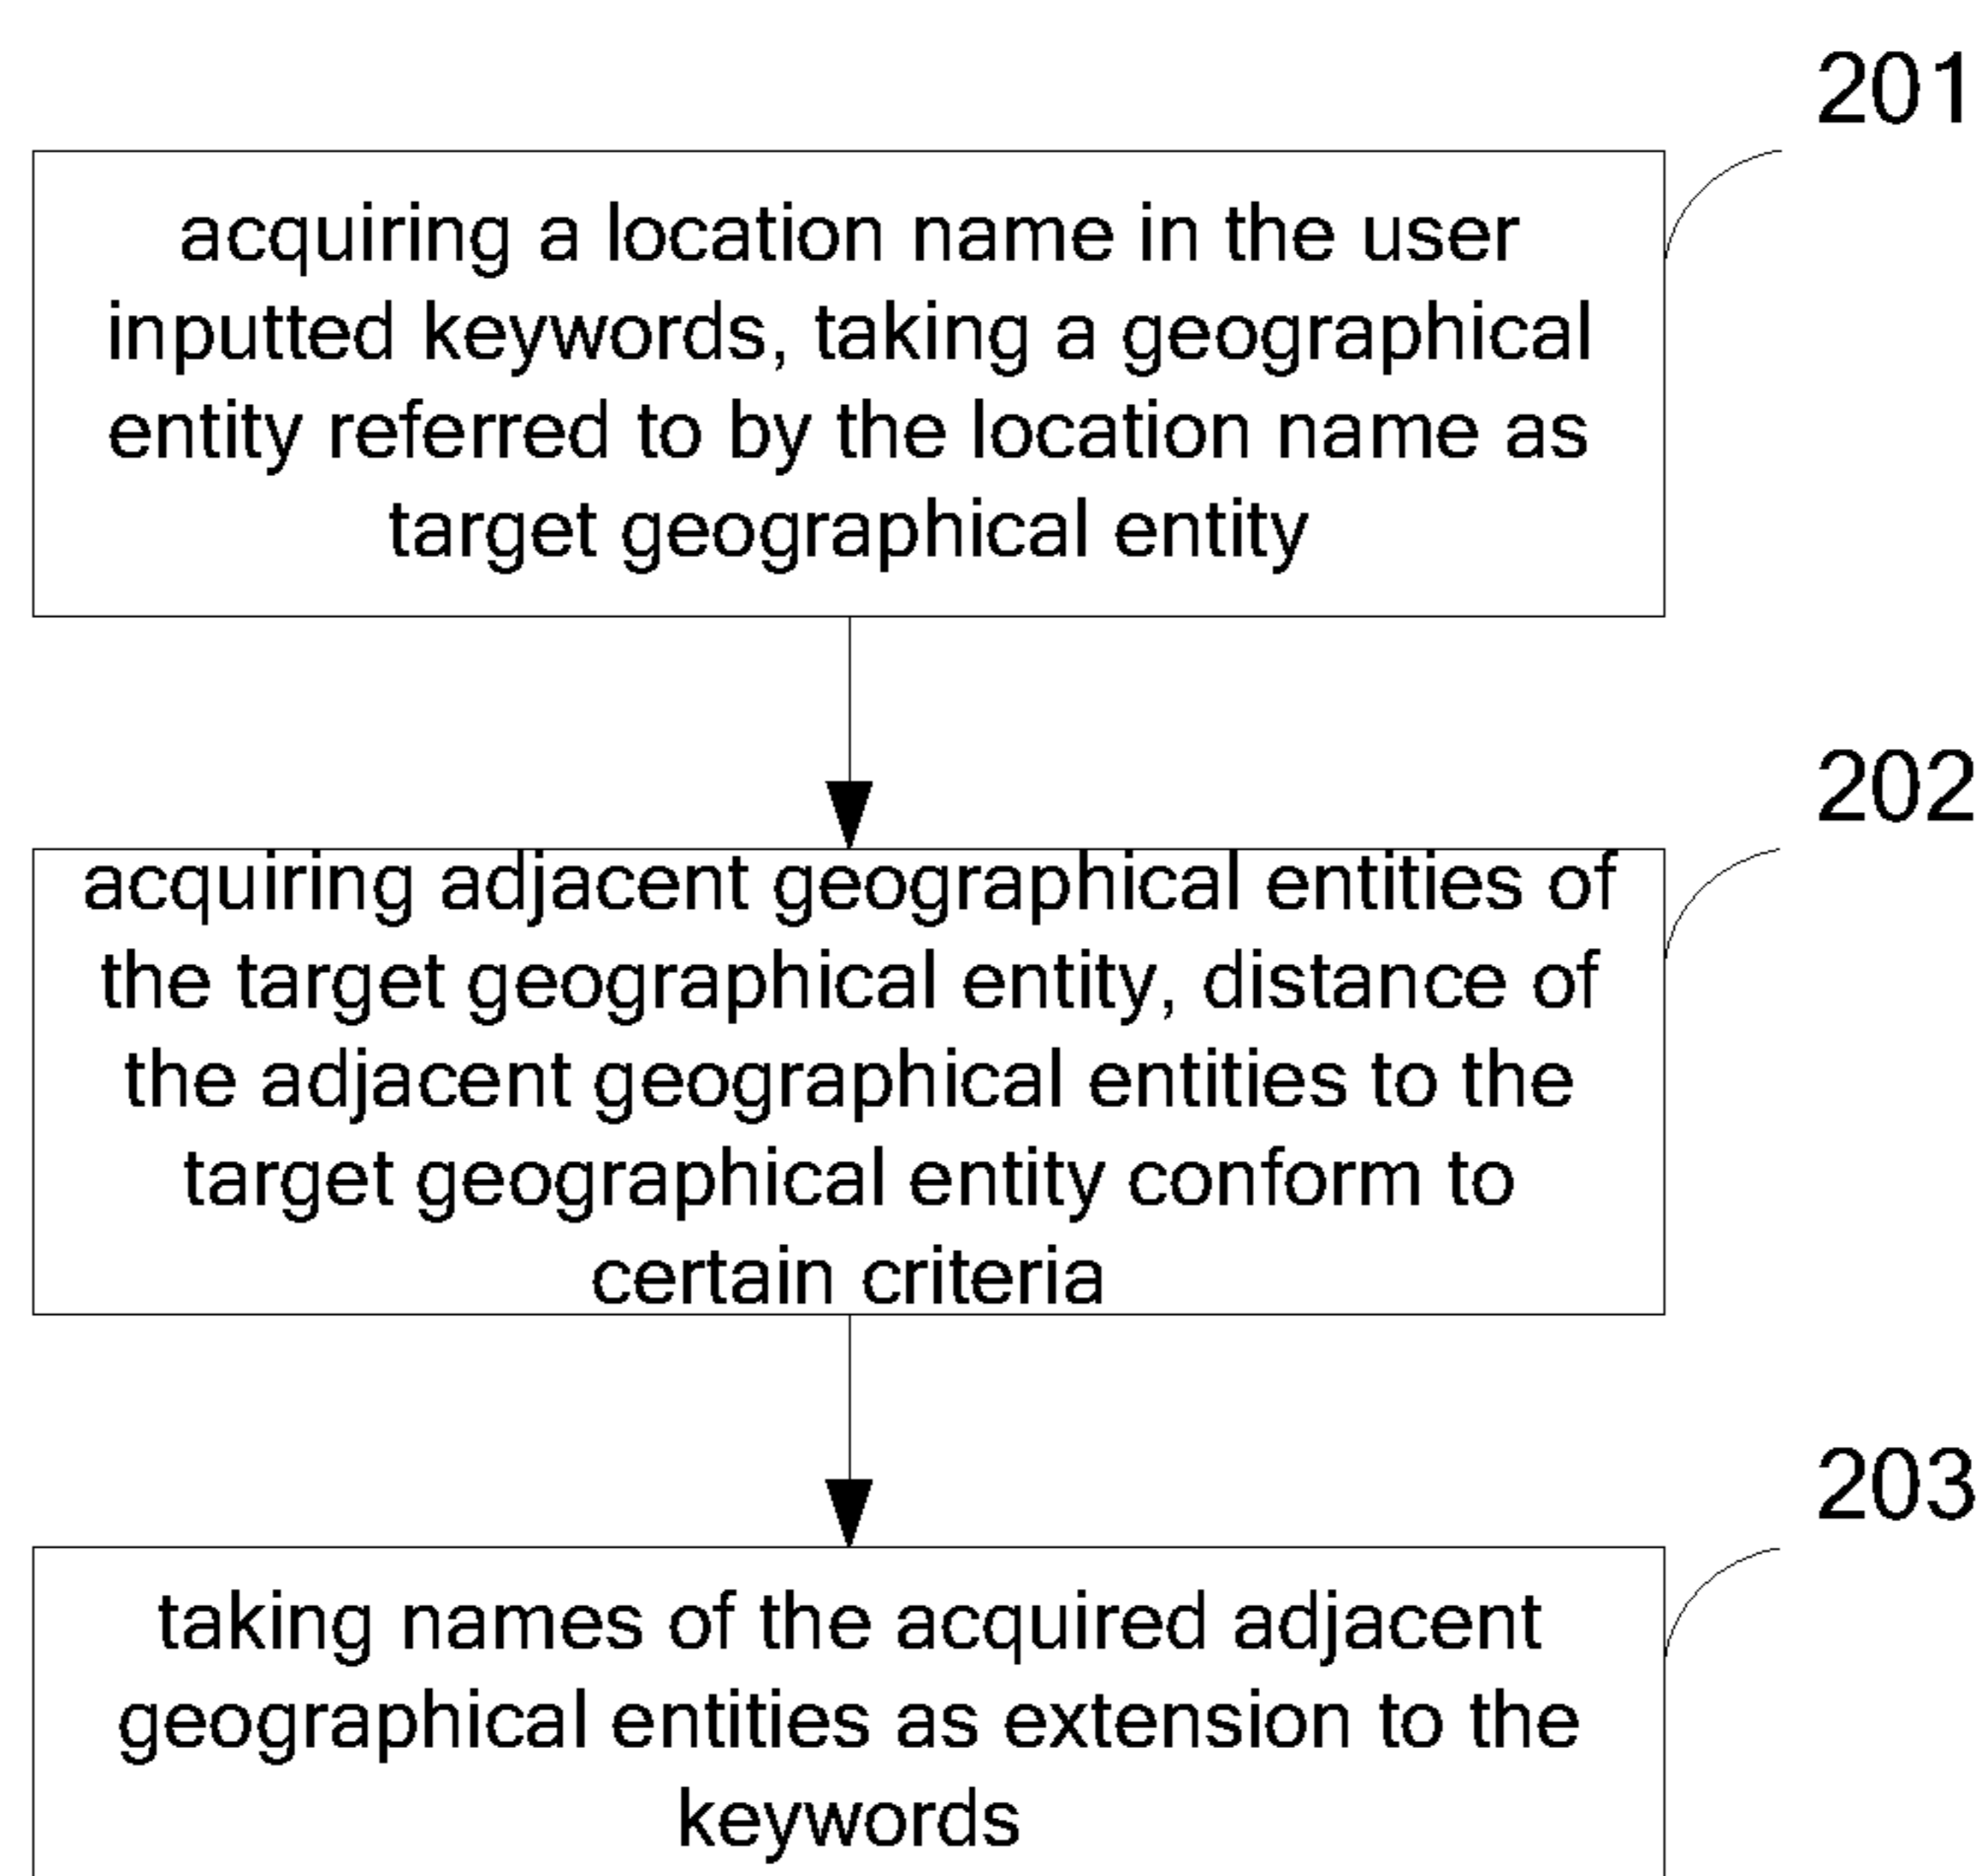 201
acquiring a location name in the user
inputted keywords, taking a geographical
entity referred to by the location name as
target geographical entity
202
acquiring adjacent geographical entities of
the target geographical entity, distance of
the adjacent geographical entities to the
target geographical entity conform to
certain criteria
203
taking names of the acquired adjacent
geographical entities as extension to the
keywords